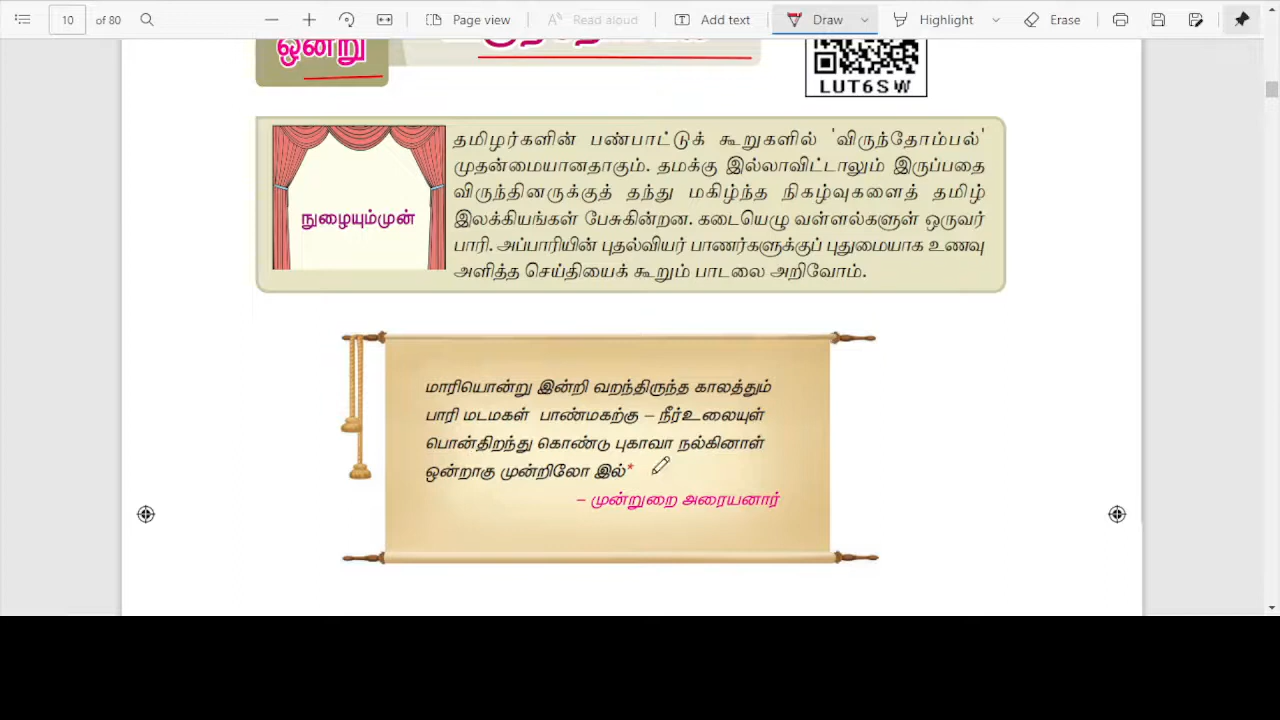 10 of 80 Page view Read aloud Add text Draw Highlight Erase
ஒன்று
LUT6SW
தமிழர்களின் பண்பாட்டுக் கூறுகளில் 'விருந்தோம்பல்'
முதன்மையானதாகும். தமக்கு இல்லாவிட்டாலும் இருப்பதை
விருந்தினருக்குத் தந்து மகிழ்ந்த நிகழ்வுகளைத் தமிழ்
இலக்கியங்கள் பேசுகின்றன. கடையெழு வள்ளல்களுள் ஒருவர்
பாரி. அப்பாரியின் புதல்வியர் பாணர்களுக்குப் புதுமையாக உணவு
அளித்த செய்தியைக் கூறும் பாடலை அறிவோம்.
நுழையும்முன்
மாரியொன்று இன்றி வறந்திருந்த காலத்தும்
பாரி மடமகள் பாண்மகற்கு – நீர்உலையுள்
பொன்திறந்து கொண்டு புகாவா நல்கினாள்
ஒன்றாகு முன்றிலோ இல்*
– முன்றுறை அரையனார்